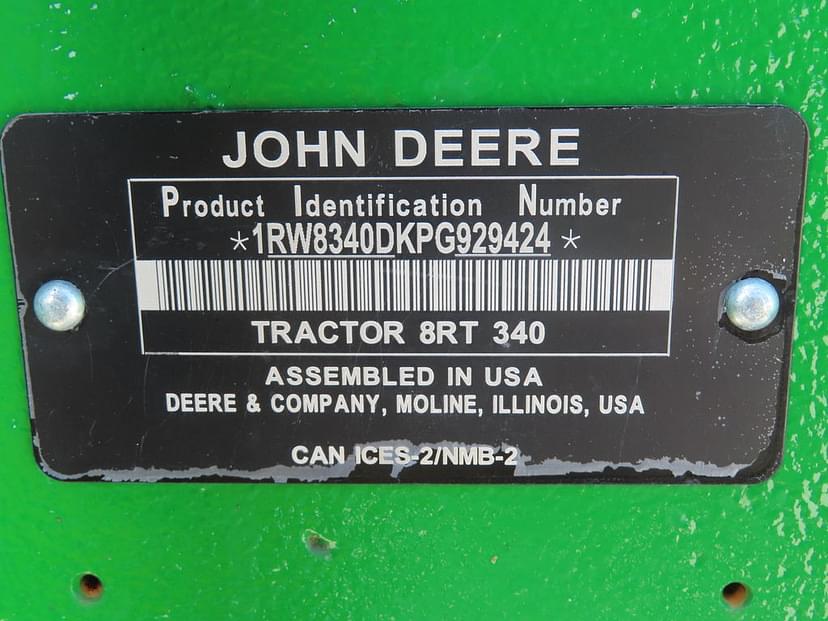 JOHN DEERE
Product Identification Number
*1RW8340DKPG929424*
TRACTOR 8RT 340
ASSEMBLED IN USA
DEERE & COMPANY, MOLINE, ILLINOIS, USA
CAN ICES-2/NMB-2